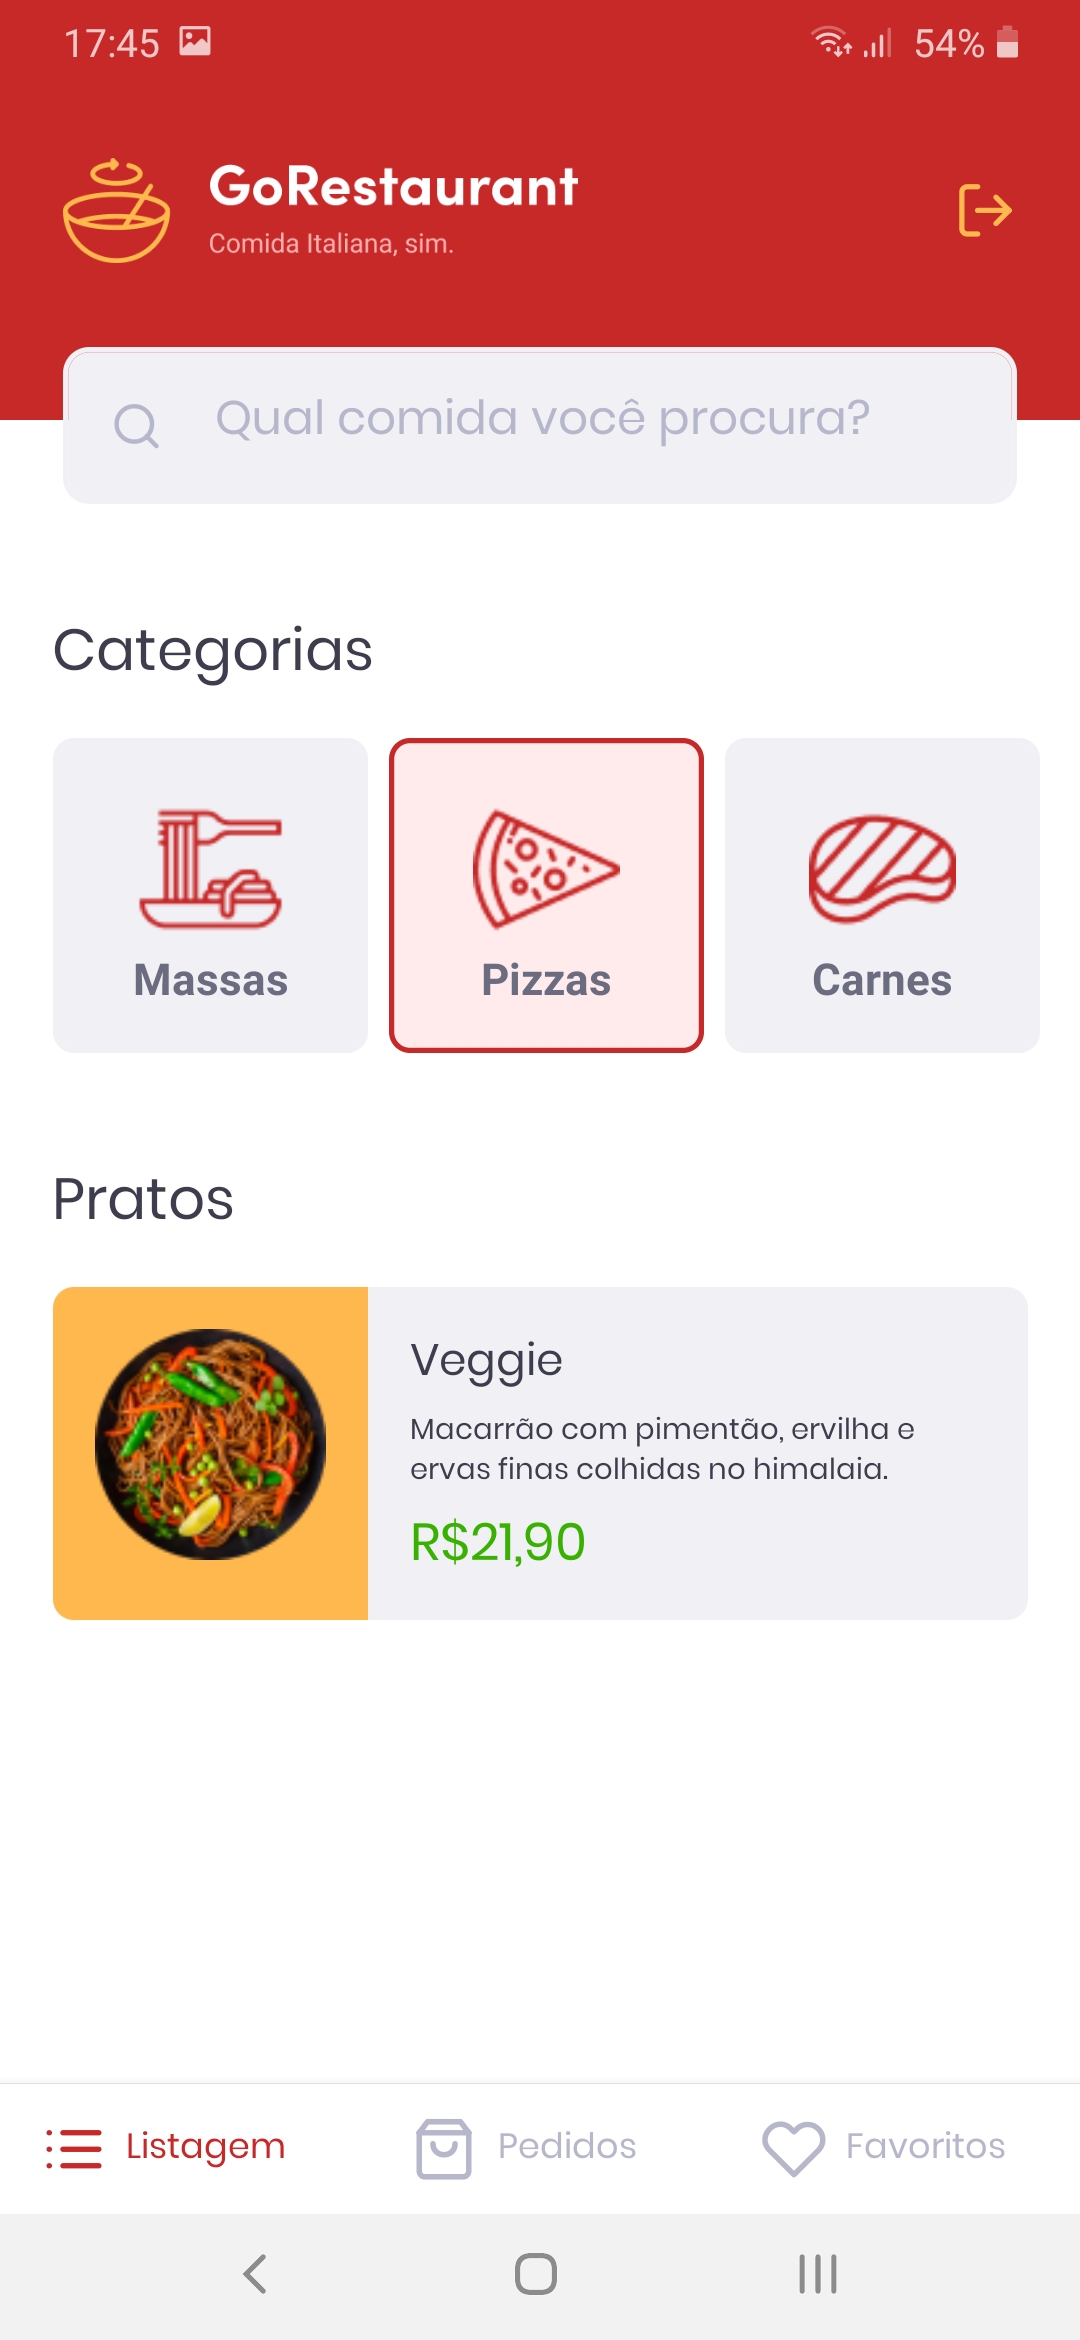 17:45
54%
GoRestaurant
Comida Italiana, sim.
Qual comida você procura?
Categorias
Massas
Pizzas
Carnes
Pratos
Veggie
Macarrão com pimentão, ervilha e
ervas finas colhidas no himalaia.
R$21,90
Listagem
Pedidos
Favoritos